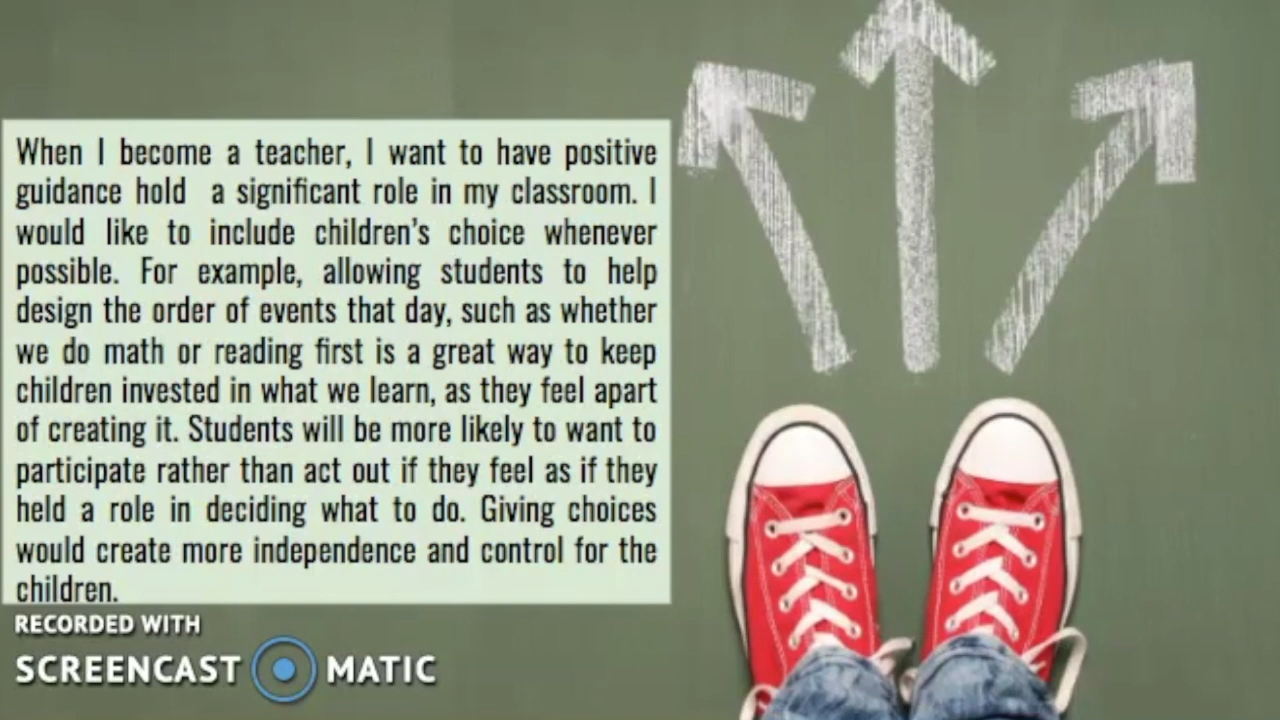 When I become a teacher, I want to have positive
guidance hold  a significant role in my classroom. I
would like to include children's choice whenever
possible. For example, allowing students to help
design the order of events that day, such as whether
we do math or reading first is a great way to keep
children invested in what we learn, as they feel apart
of creating it. Students will be more likely to want to
participate rather than act out if they feel as if they
held a role in deciding what to do. Giving choices
would create more independence and control for the
children.
RECORDED WITH
SCREENCAST MATIC